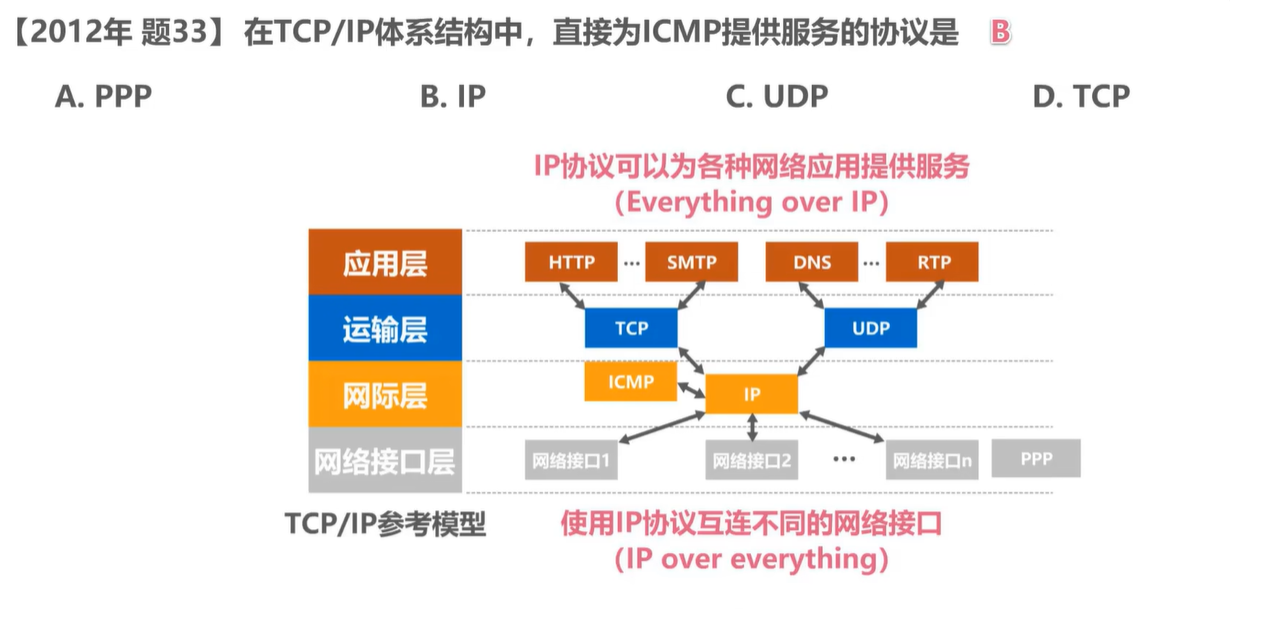 【2012年 题33】在TCP/IP体系结构中，直接为ICMP提供服务的协议是 B
A. PPP B. IP C. UDP D. TCP
IP协议可以为各种网络应用提供服务
（Everything over IP）
应用层 HTTP … SMTP DNS … RTP
运输层 TCP UDP
网际层 ICMP IP
网络接口层 网络接口1 网络接口2 … 网络接口n PPP
TCP/IP参考模型 使用IP协议互连不同的网络接口
（IP over everything）